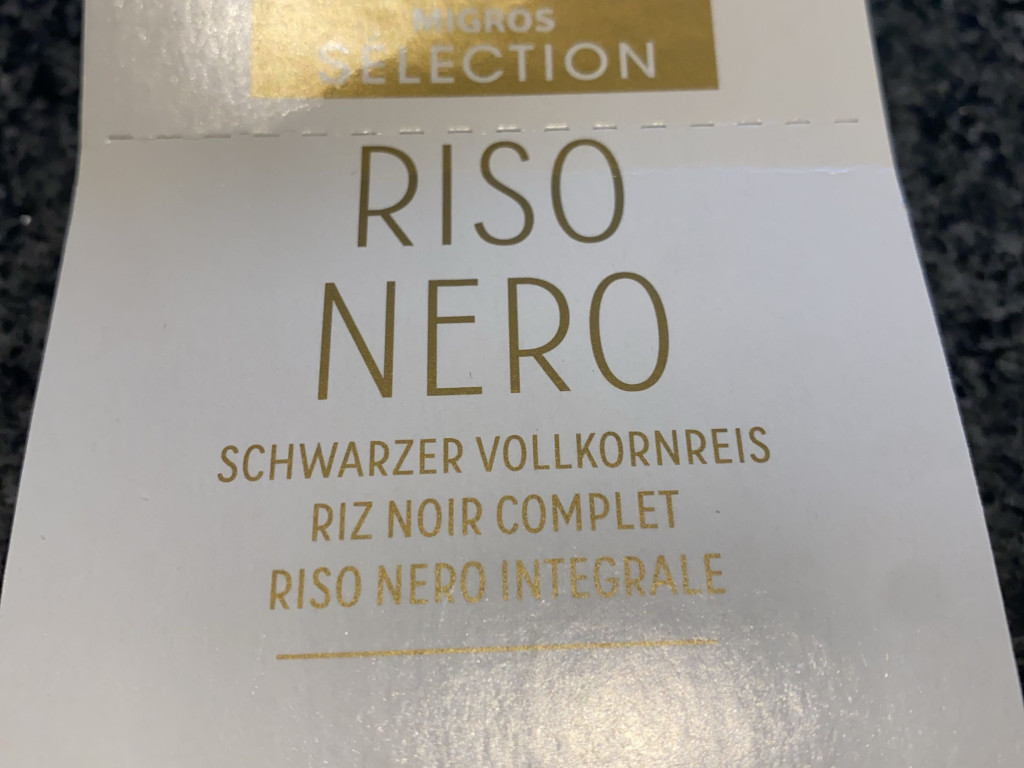 MIGROS
SÉLECTION
RISO
NERO
SCHWARZER VOLLKORNREIS
RIZ NOIR COMPLET
RISO NERO INTEGRALE